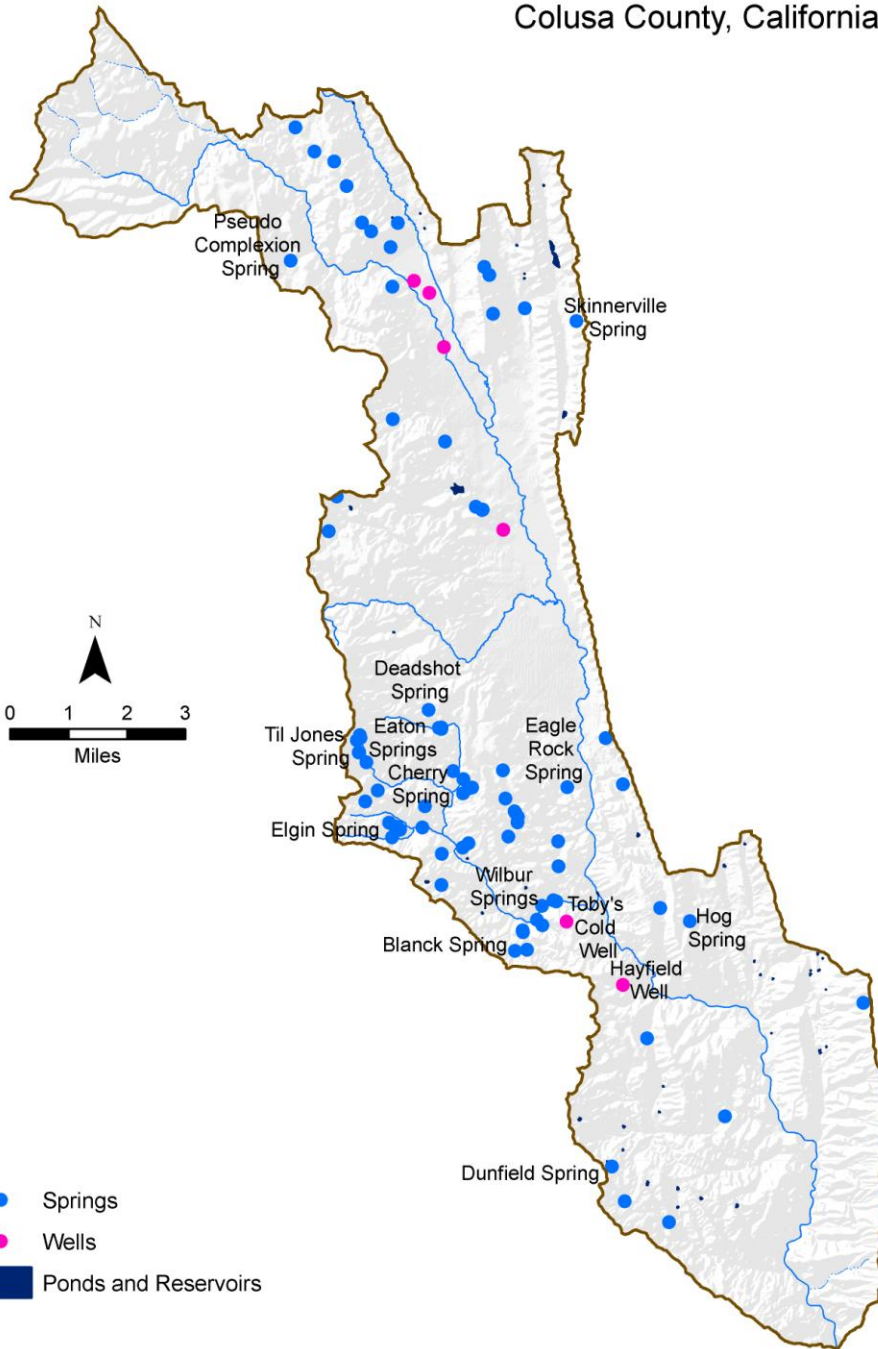 Colusa County, California
Pseudo
Complexion
Spring
Skinnerville
Spring
N
0 1 2 3
Miles
Deadshot
Spring
Til Jones
Spring
Eaton
Springs
Cherry
Spring
Eagle
Rock
Spring
Elgin Spring
Wilbur
Springs
Toby's
Cold
Well
Hog
Spring
Blanck Spring
Hayfield
Well
Dunfield Spring
Springs
Wells
Ponds and Reservoirs